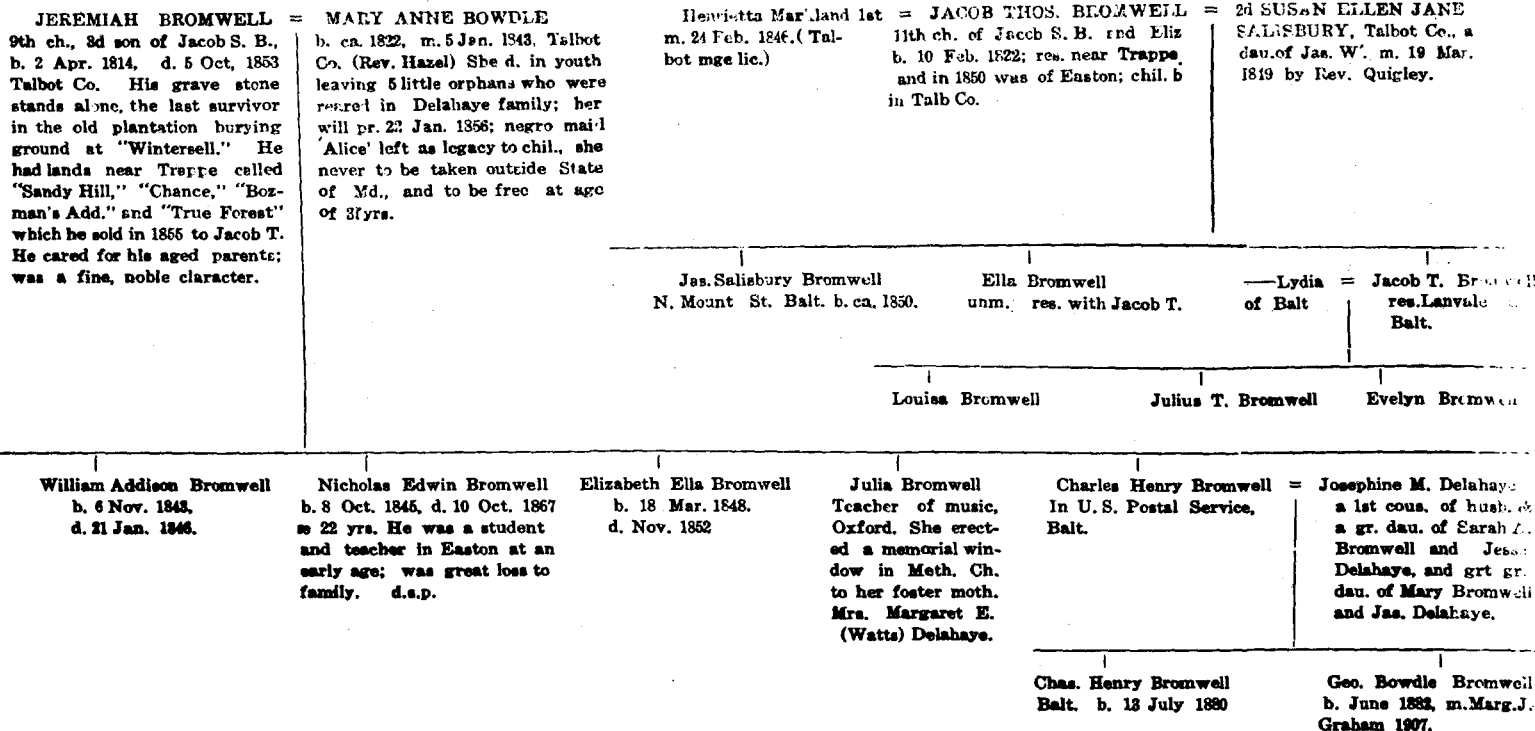 JEREMIAH BROMWELL =
9th ch., 3d son of Jacob S. B.,
b. 2 Apr. 1814, d. 5 Oct, 1853
Talbot Co. His grave stone
stands alone, the last survivor
in the old plantation burying
ground at "Wintersell." He
had lands near Trappe called
"Sandy Hill," "Chance," "Boz-
man's Add." and "True Forest"
which he sold in 1855 to Jacob T.
He cared for his aged parents;
was a fine, noble claracter.
MARY ANNE BOWDLE
b. ca. 1822, m. 5 Jan. 1843, Talbot
Co. (Rev. Hazel) She d. in youth
leaving 5 little orphans who were
reared in Delahaye family; her
will pr. 22 Jan. 1856; negro maid
'Alice' left as legacy to chil., she
never to be taken outside State
of Md., and to be free at age
of 37yrs.
Henrietta Markland 1st =
m. 24 Feb. 1846. ( Tal-
bot mge lic.)
JACOB THOS. BROMWELL =
11th ch. of Jacob S. B. and Eliz
b. 10 Feb. 1822; res. near Trappe
and in 1850 was of Easton; chil. b
in Talb Co.
2d SUSAN ELLEN JANE
SALISBURY, Talbot Co., a
dau.of Jas. W. m. 19 Mar.
1849 by Rev. Quigley.
Jas. Salisbury Bromwell
N. Mount St. Balt. b. ca. 1850.
Ella Bromwell
unm. res. with Jacob T.
—Lydia =
of Balt
Jacob T.
res. Lanvale
Balt.
Louisa Bromwell
Julius T. Bromwell
Evelyn Bromwell
William Addison Bromwell
b. 6 Nov. 1843,
d. 21 Jan. 1846.
Nicholas Edwin Bromwell
b. 8 Oct. 1845, d. 10 Oct. 1867
ae 22 yrs. He was a student
and teacher in Easton at an
early age; was great loss to
family. d.s.p.
Elizabeth Ella Bromwell
b. 18 Mar. 1848.
d. Nov. 1852
Julia Bromwell
Teacher of music,
Oxford. She erect-
ed a memorial win-
dow in Meth. Ch.
to her foster moth.
Mrs. Margaret E.
(Watts) Delahaye.
Charles Henry Bromwell =
In U. S. Postal Service,
Balt.
Josephine M. Delahaye
a 1st cous. of husb. &
a gr. dau. of Sarah
Bromwell and Jesse
Delahaye, and grt gr.
dau. of Mary Bromwell
and Jas. Delahaye.
Chas. Henry Bromwell
Balt. b. 13 July 1880
Geo. Bowdle Bromwell
b. June 1882, m.Marg.J.
Graham 1907.